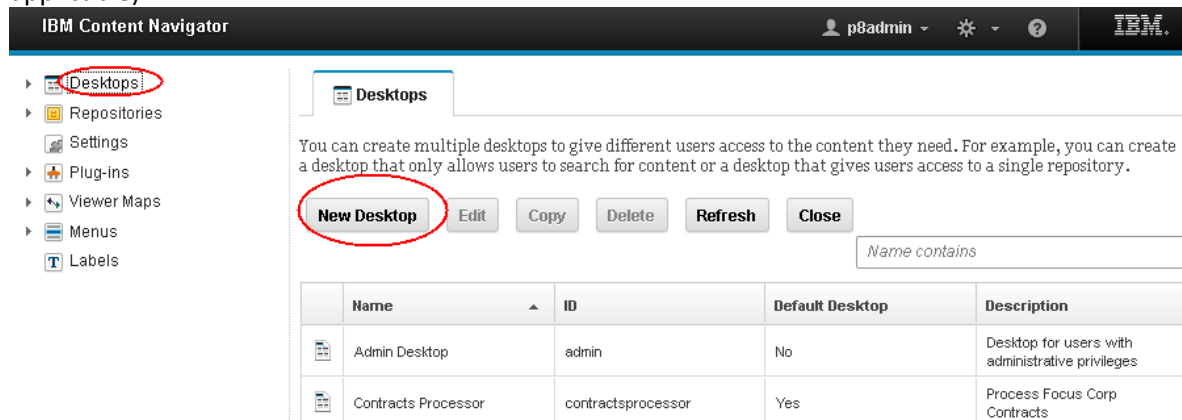 IBM Content Navigator
p8admin
IBM.
Desktops
Repositories
Settings
Plug-ins
Viewer Maps
Menus
Labels
Desktops
You can create multiple desktops to give different users access to the content they need. For example, you can create
a desktop that only allows users to search for content or a desktop that gives users access to a single repository.
New Desktop Edit Copy Delete Refresh Close
Name contains
Name ID Default Desktop Description
Admin Desktop admin No Desktop for users with
administrative privileges
Contracts Processor contractsprocessor Yes Process Focus Corp
Contracts